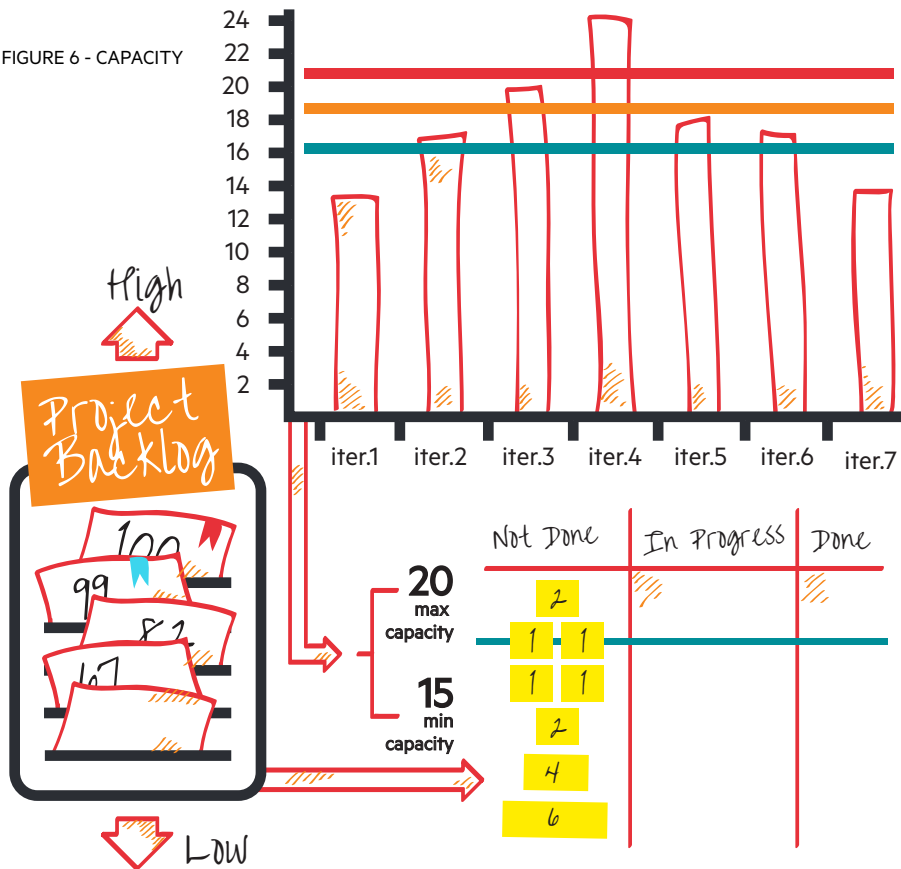 FIGURE 6 - CAPACITY
24
22
20
18
16
14
12
10
8
6
4
2
iter.1 iter.2 iter.3 iter.4 iter.5 iter.6 iter.7
High
Project
Backlog
100
99
82
67
Low
20
max
capacity
15
min
capacity
Not Done In Progress Done
2
1 1
1 1
2
4
6